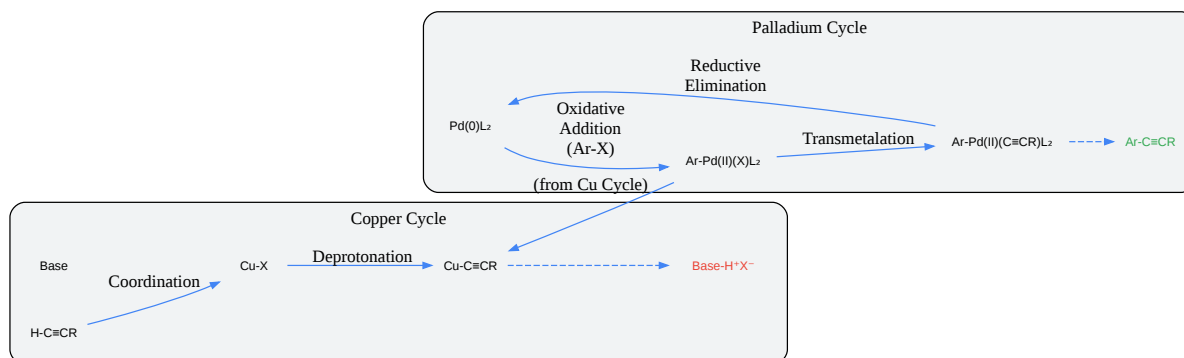 Palladium Cycle
Reductive
Elimination
Pd(0)L₂
Oxidative
Addition
(Ar-X)
Transmetalation
Ar-Pd(II)(X)L₂
Ar-Pd(II)(C≡CR)L₂
Ar-C≡CR
(from Cu Cycle)
Copper Cycle
Base
Coordination
Cu-X
Deprotonation
Cu-C≡CR
Base-H⁺X⁻
H-C≡CR